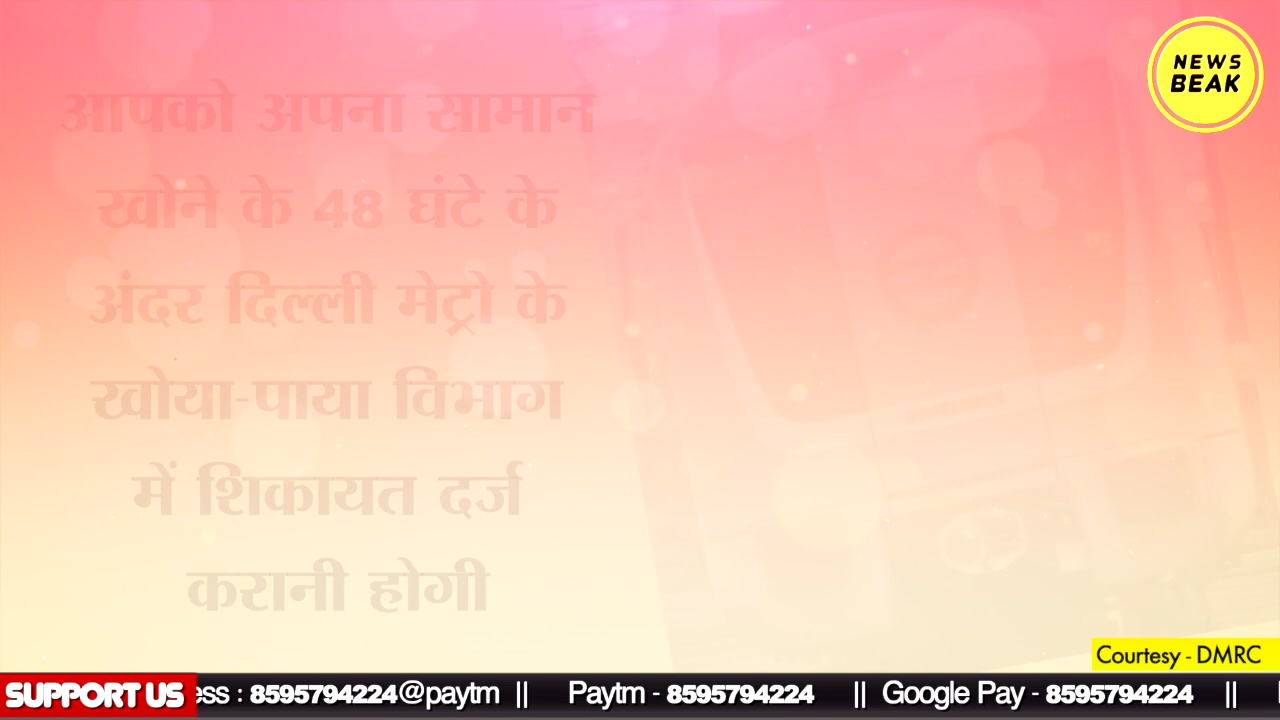 NEWS
BEAK
आपको अपना सामान
खोने के 48 घंटे के
अंदर दिल्ली मेट्रो के
खोया-पाया विभाग
में शिकायत दर्ज
करानी होगी
Courtesy - DMRC
SUPPORT US ess : 8595794224@paytm || Paytm - 8595794224 || Google Pay - 8595794224 ||